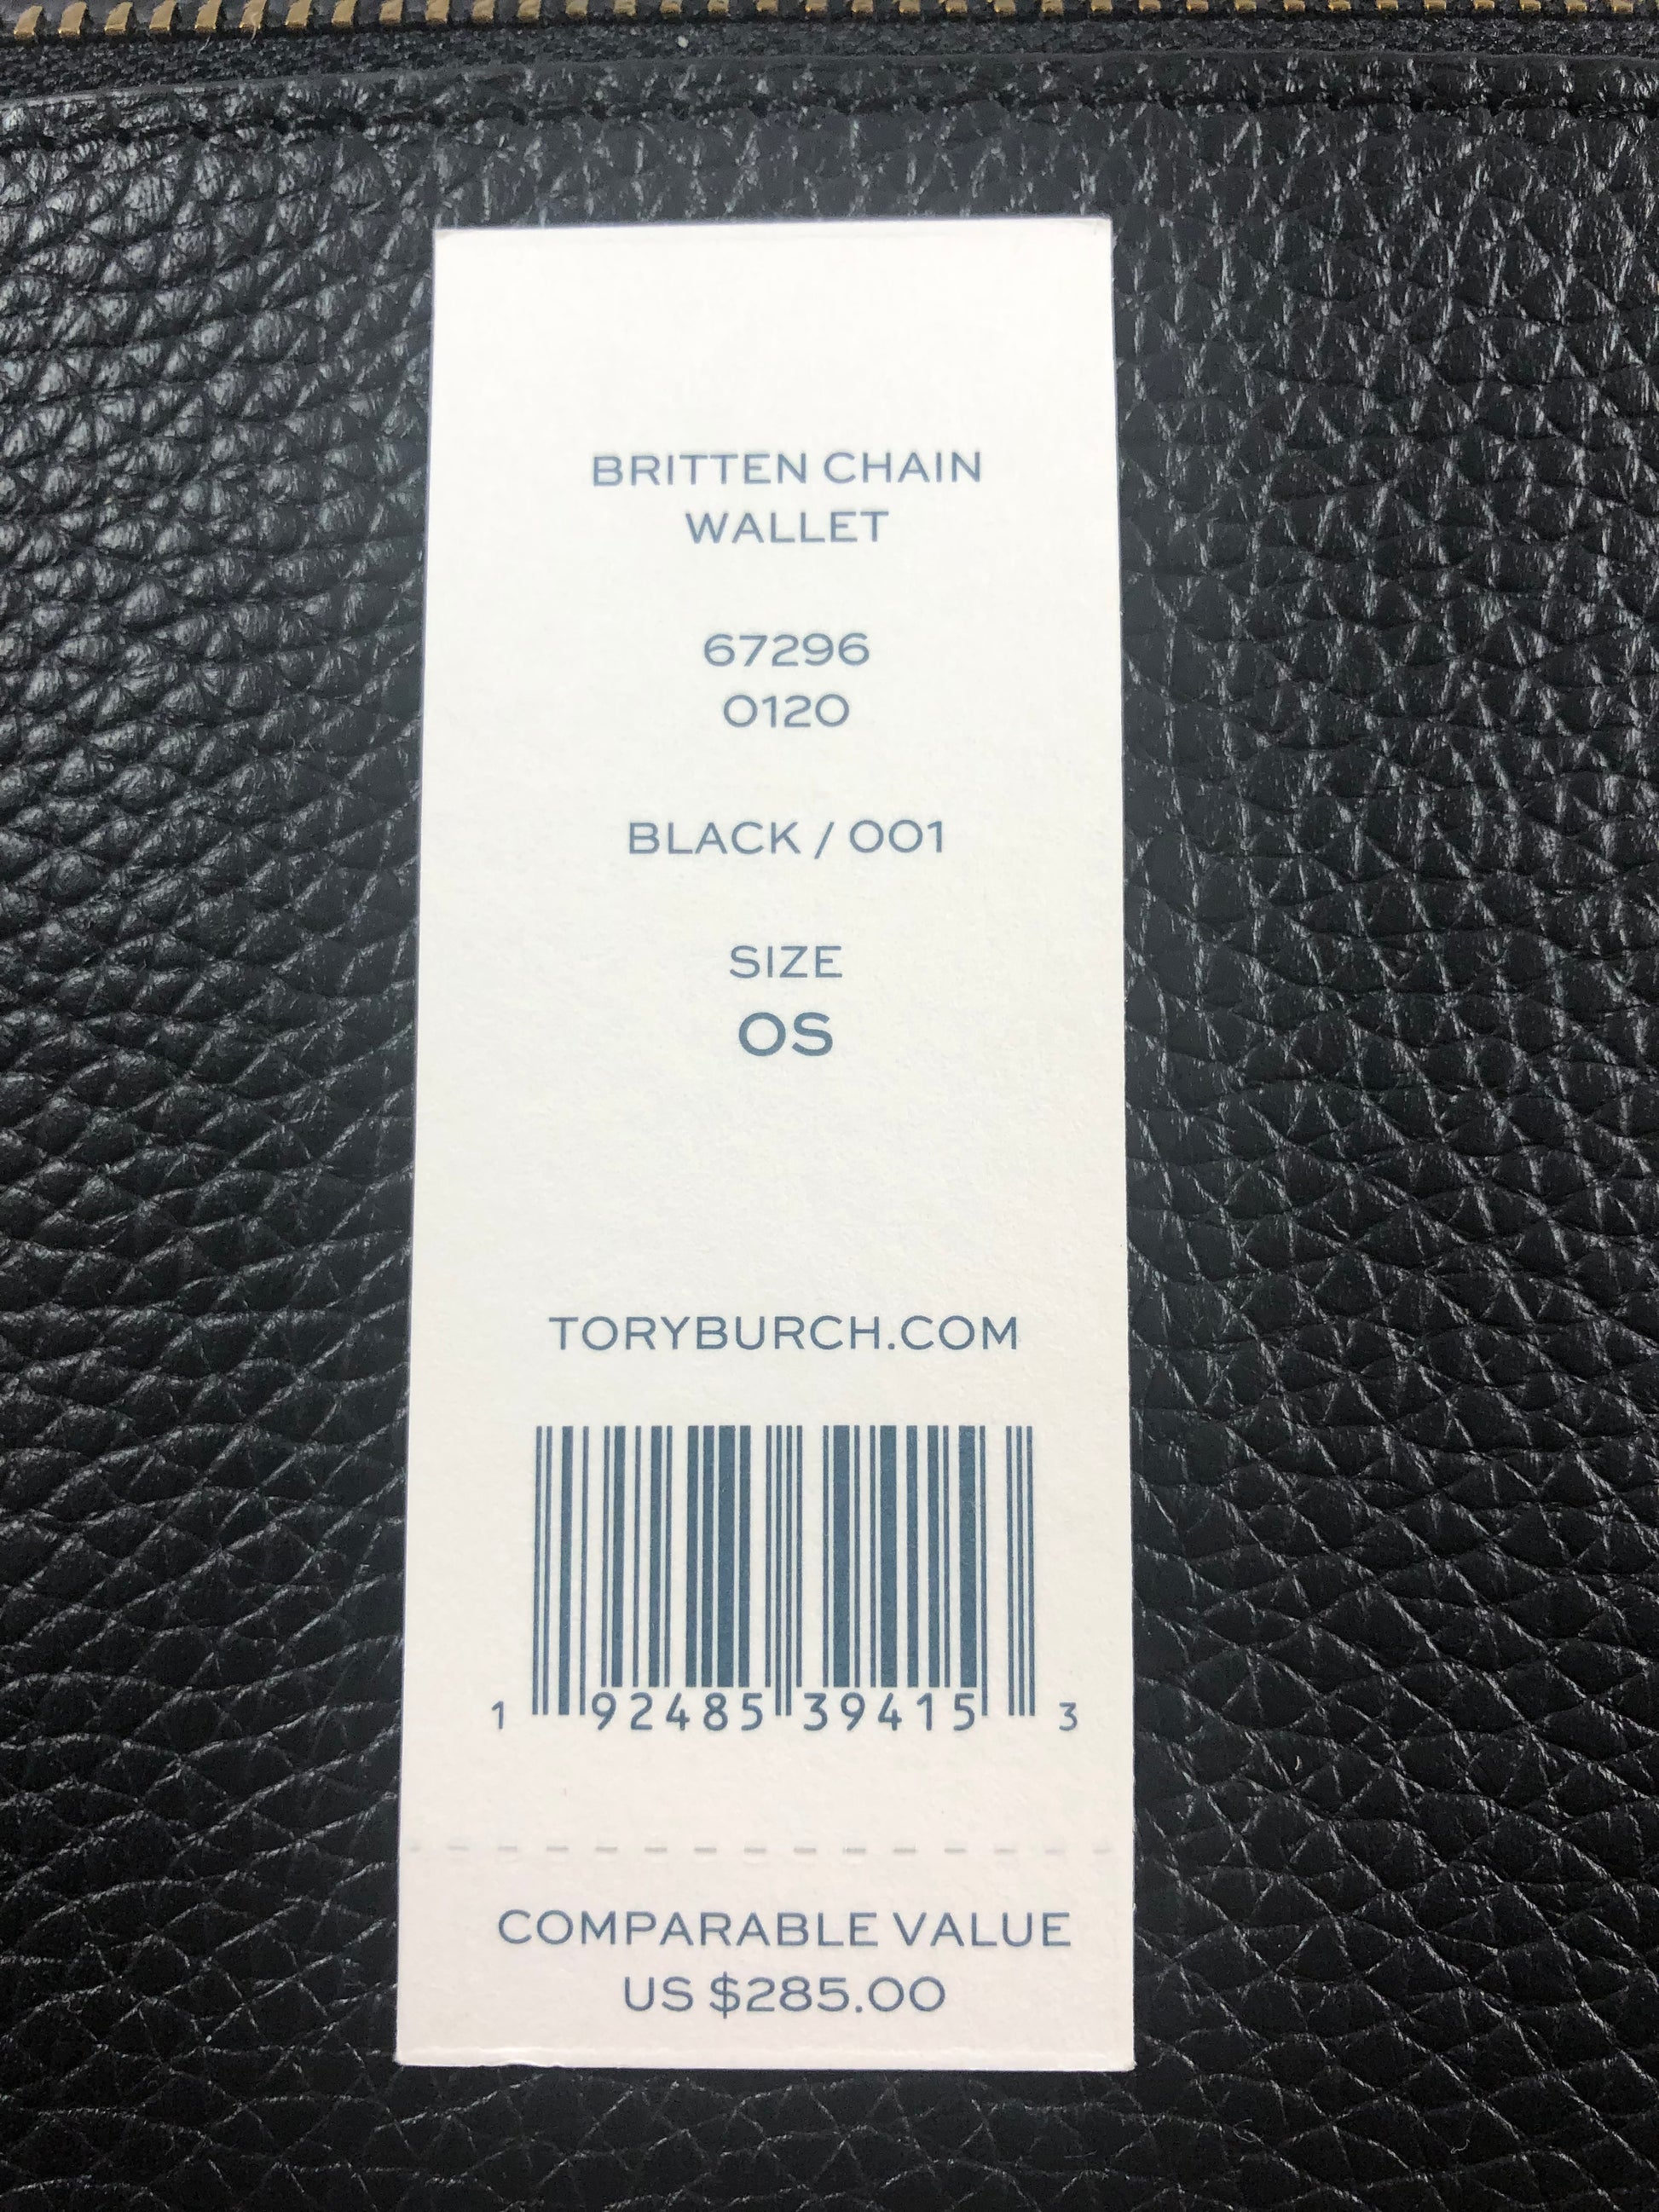 BRITTEN CHAIN
WALLET
67296
0120
BLACK / 001
SIZE
OS
TORYBURCH.COM
1 92485 39415 3
COMPARABLE VALUE
US $285.00